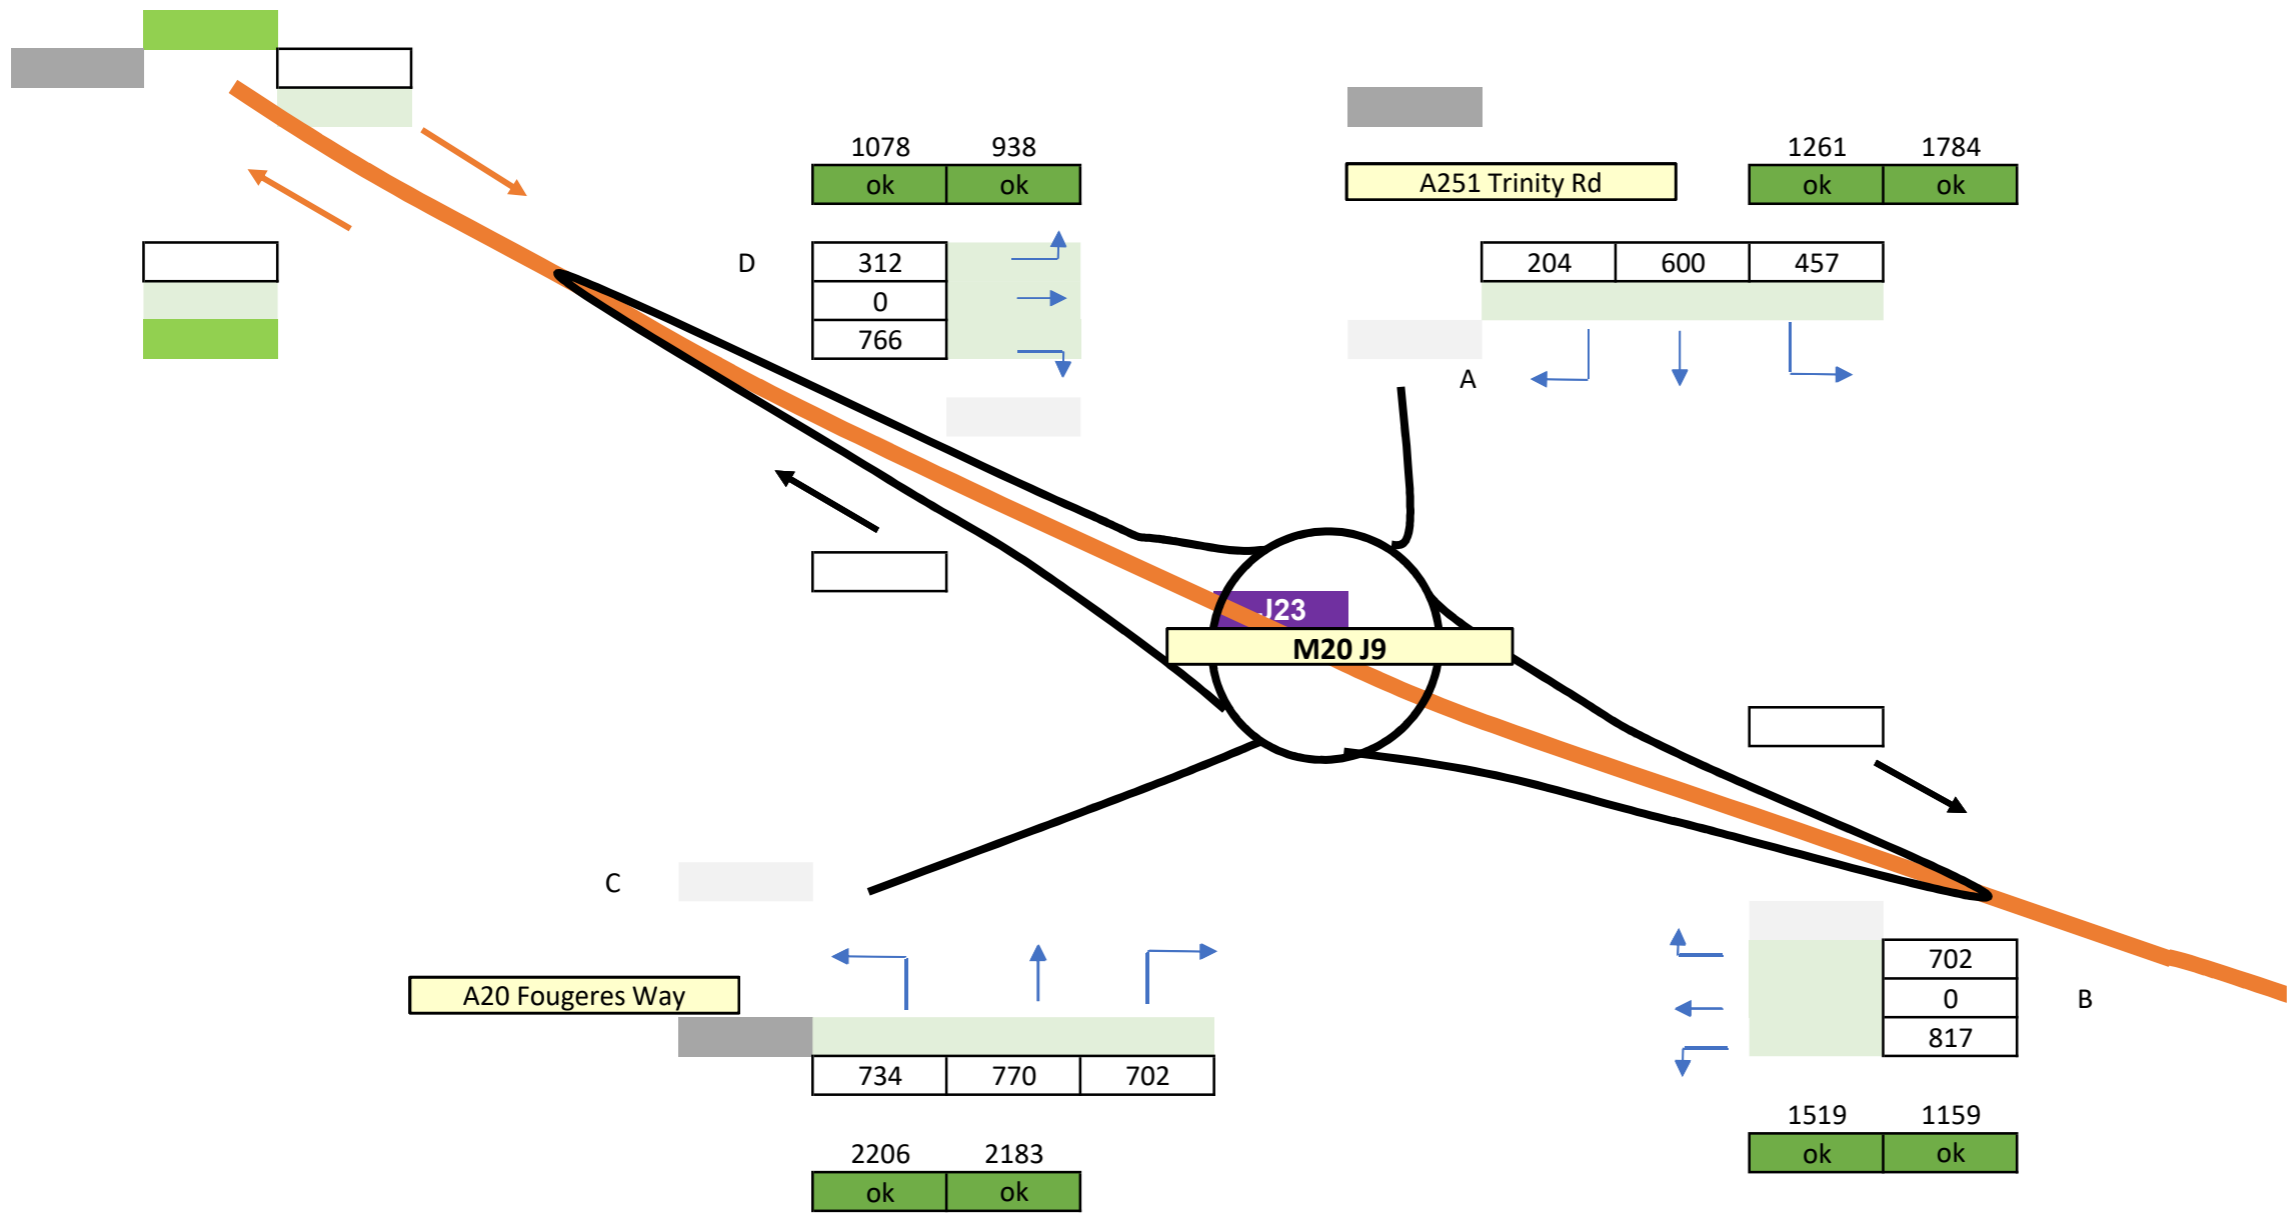 1078 938
ok ok
1261 1784
A251 Trinity Rd ok ok
D 312
0
766
204 600 457
A
J23
M20 J9
C
A20 Fougeres Way
734 770 702
2206 2183
ok ok
702
0 B
817
1519 1159
ok ok